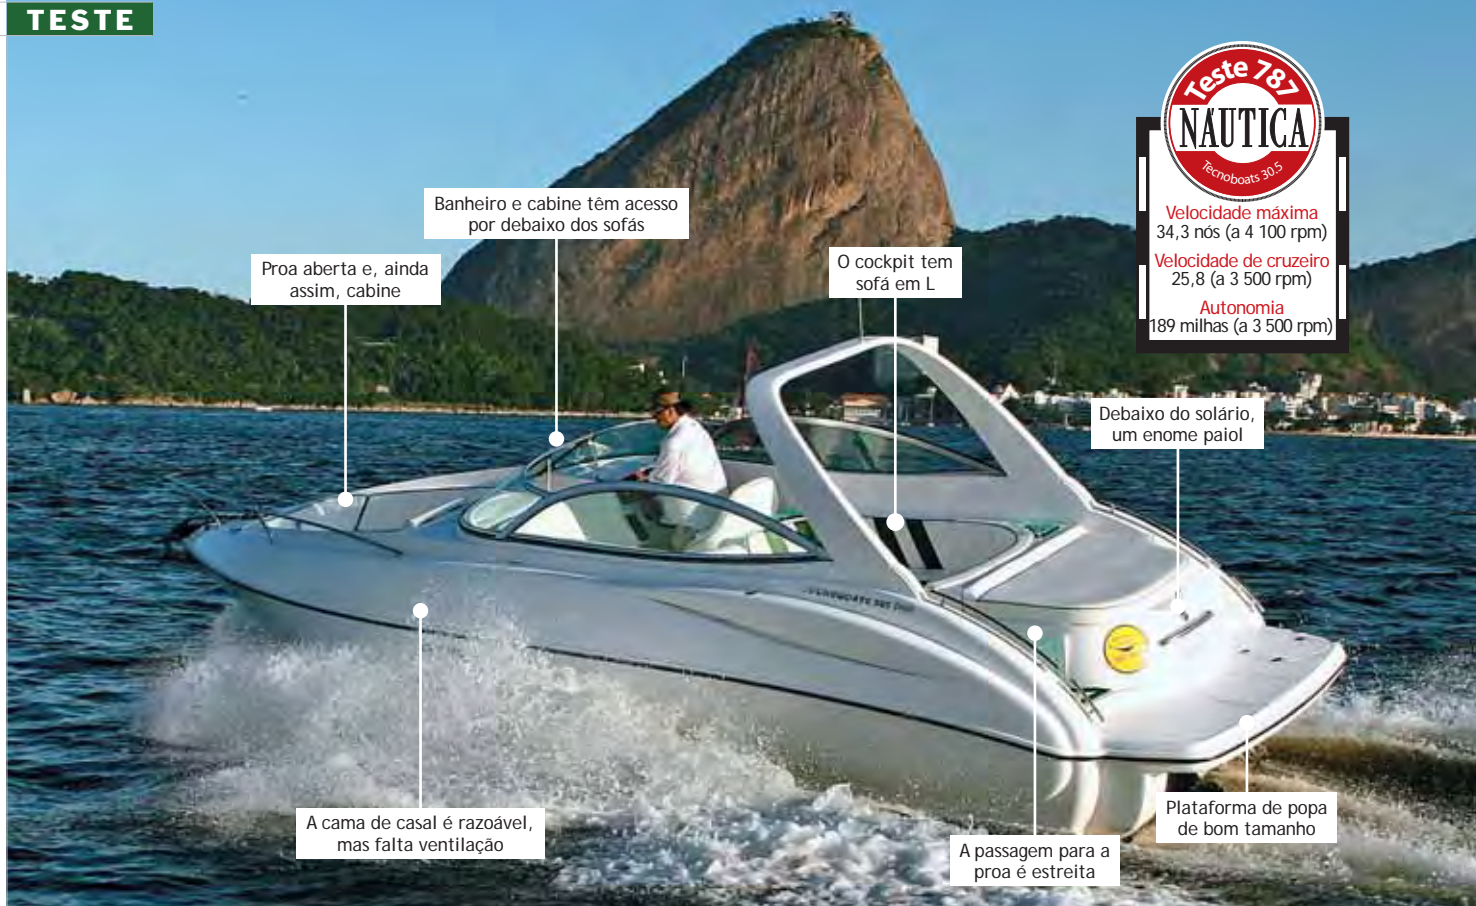 TESTE
Teste 787
NÁUTICA
Tecnoboats 30.5
Velocidade máxima
34,3 nós (a 4 100 rpm)
Velocidade de cruzeiro
25,8 (a 3 500 rpm)
Autonomia
189 milhas (a 3 500 rpm)
Banheiro e cabine têm acesso
por debaixo dos sofás
Proa aberta e, ainda
assim, cabine
O cockpit tem
sofá em L
Debaixo do solário,
um enome paiol
A cama de casal é razoável,
mas falta ventilação
A passagem para a
proa é estreita
Plataforma de popa
de bom tamanho